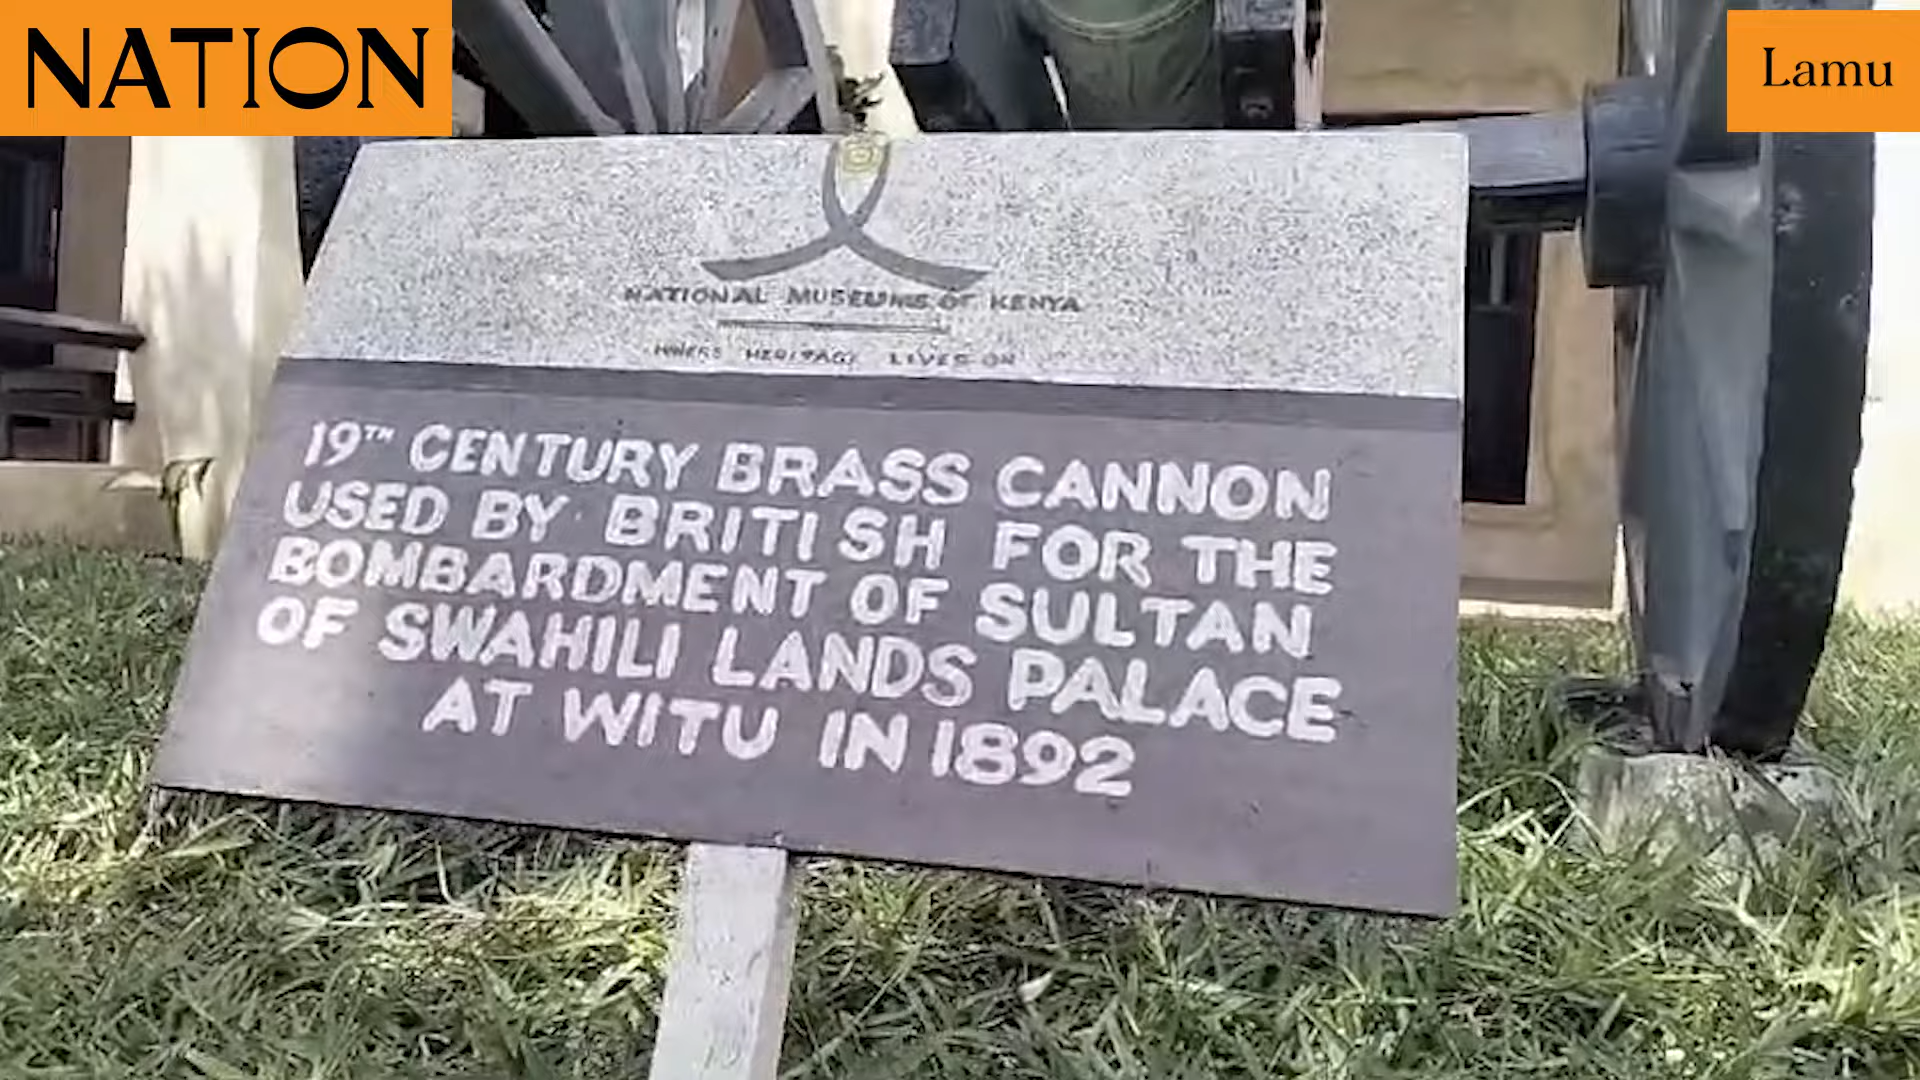 NATION
Lamu
NATIONAL MUSEUMS OF KENYA
WHERE HERITAGE LIVES ON
19TH CENTURY BRASS CANNON
USED BY BRITISH FOR THE
BOMBARDMENT OF SULTAN
OF SWAHILI LANDS PALACE
AT WITU IN 1892